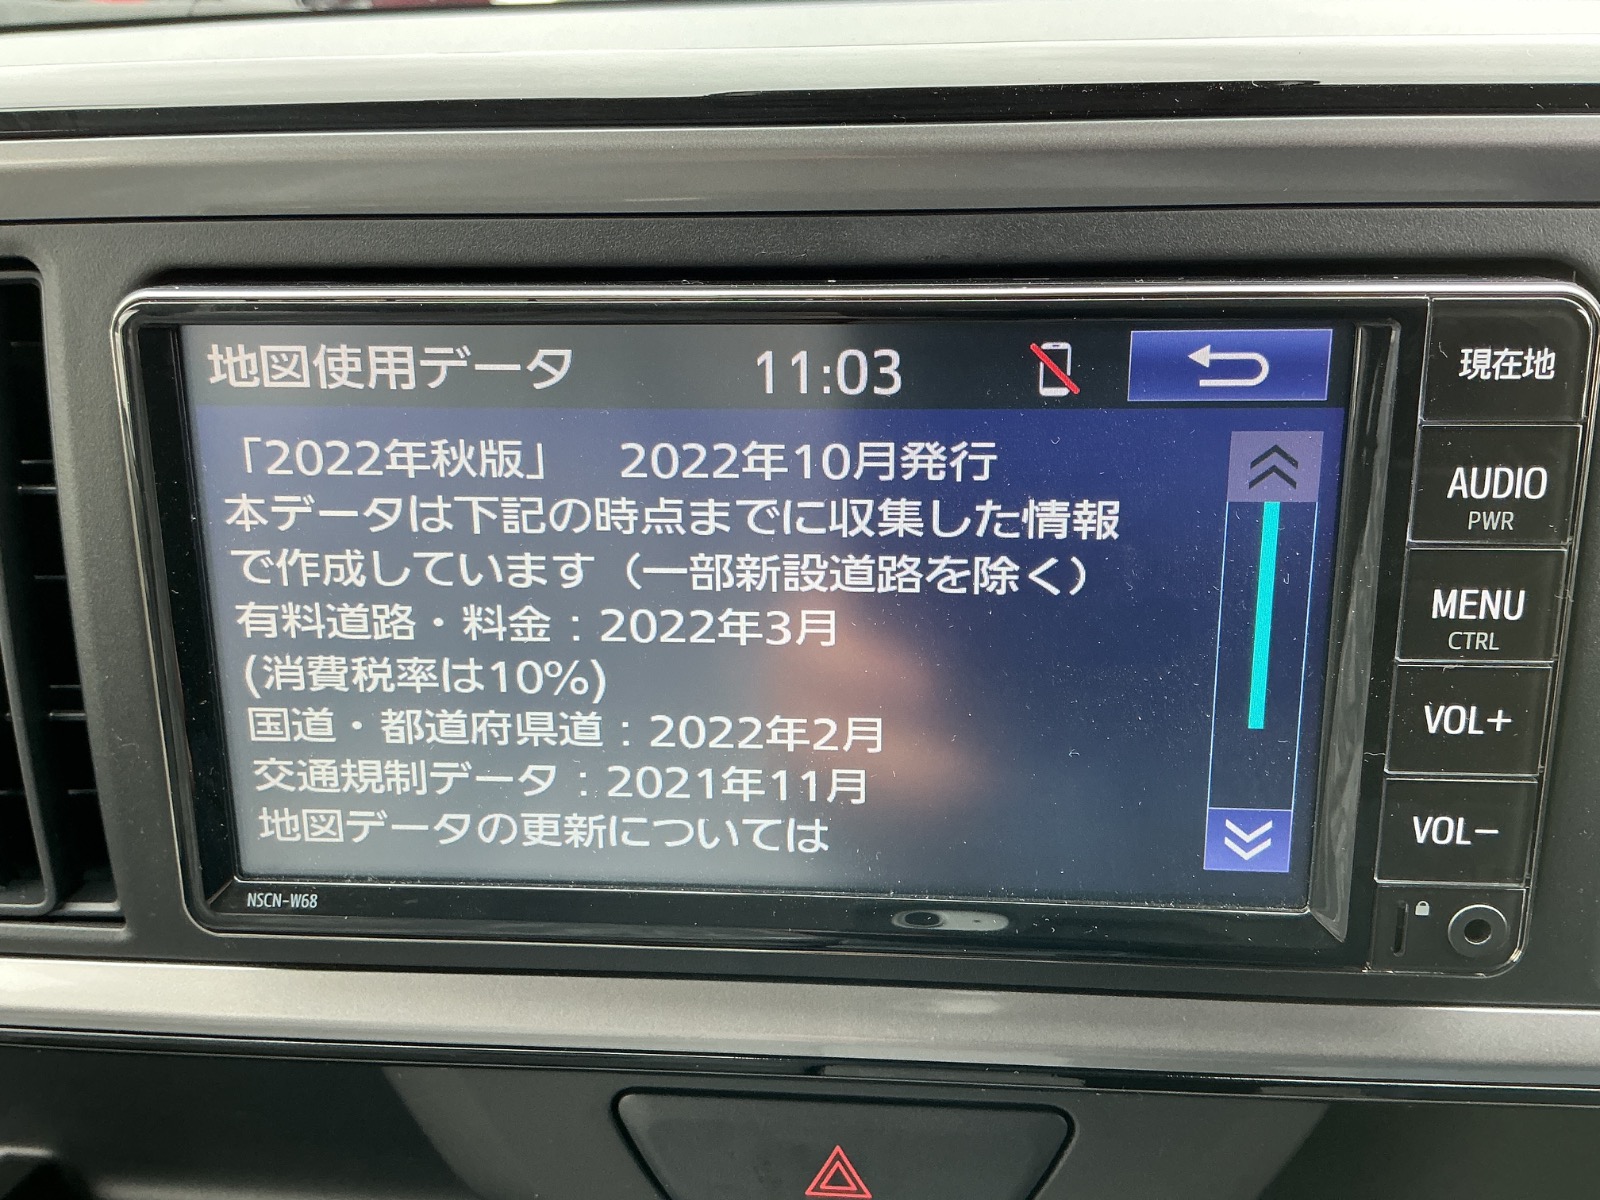 地図使用データ 11:03
「2022年秋版」 2022年10月発行
本データは下記の時点までに収集した情報
で作成しています（一部新設道路を除く）
有料道路・料金：2022年3月
(消費税率は10%)
国道・都道府県道：2022年2月
交通規制データ：2021年11月
地図データの更新については
NSCN-W68
現在地
AUDIO
PWR
MENU
CTRL
VOL+
VOL−